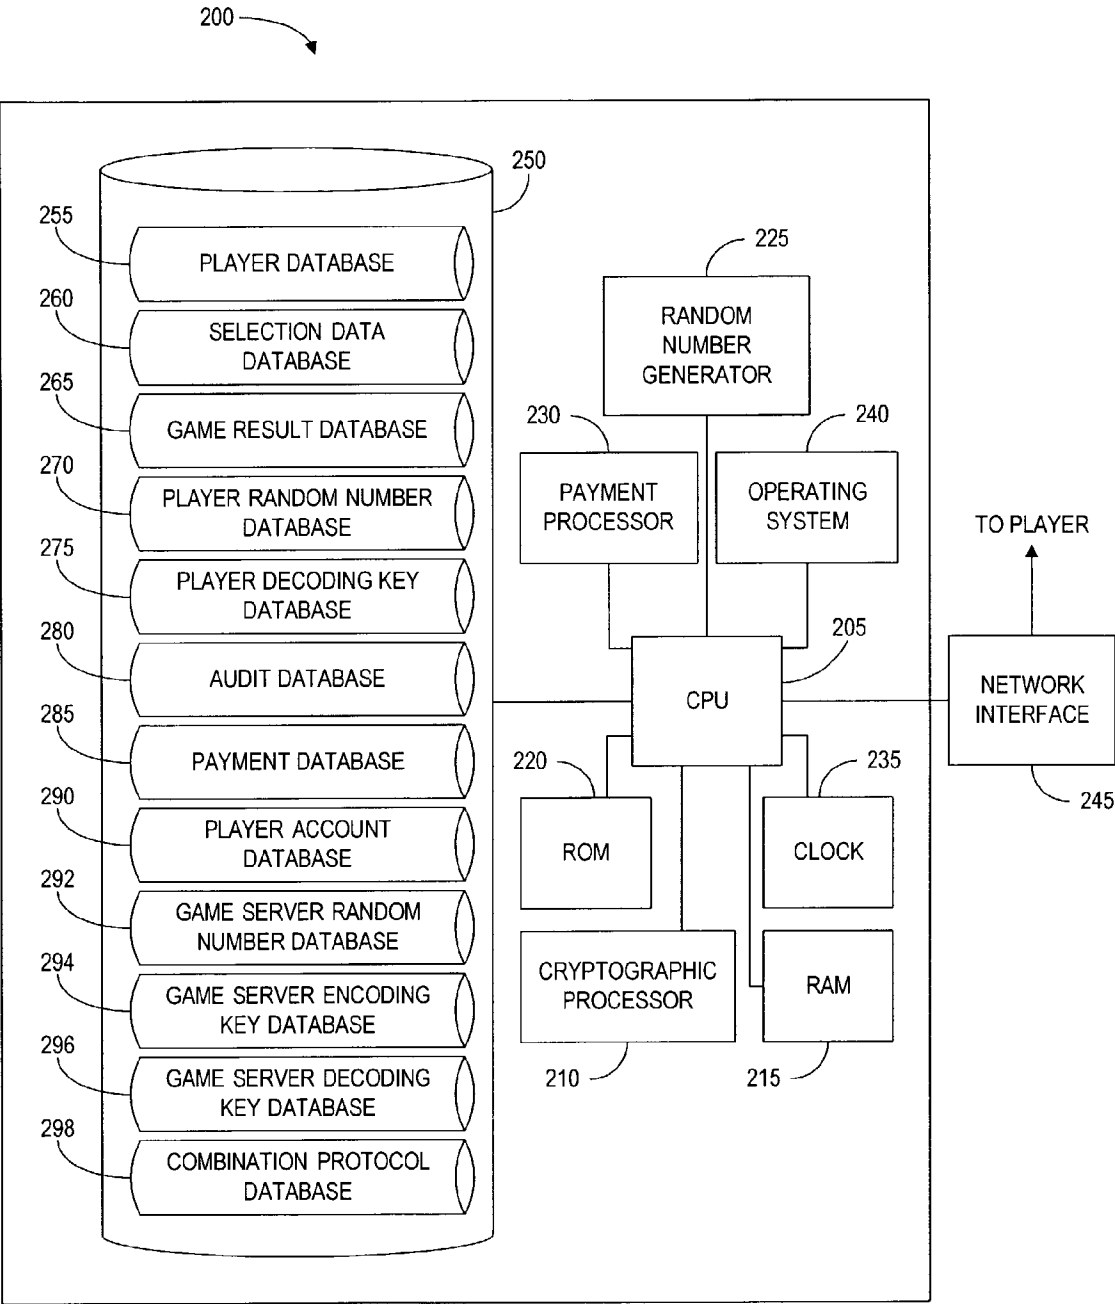 200
250
255
PLAYER DATABASE
260
SELECTION DATA
DATABASE
265
GAME RESULT DATABASE
270
PLAYER RANDOM NUMBER
DATABASE
275
PLAYER DECODING KEY
DATABASE
280
AUDIT DATABASE
285
PAYMENT DATABASE
290
PLAYER ACCOUNT
DATABASE
292
GAME SERVER RANDOM
NUMBER DATABASE
294
GAME SERVER ENCODING
KEY DATABASE
296
GAME SERVER DECODING
KEY DATABASE
298
COMBINATION PROTOCOL
DATABASE
225
RANDOM
NUMBER
GENERATOR
230
PAYMENT
PROCESSOR
240
OPERATING
SYSTEM
205
CPU
220
ROM
235
CLOCK
CRYPTOGRAPHIC
PROCESSOR
210
RAM
215
TO PLAYER
NETWORK
INTERFACE
245